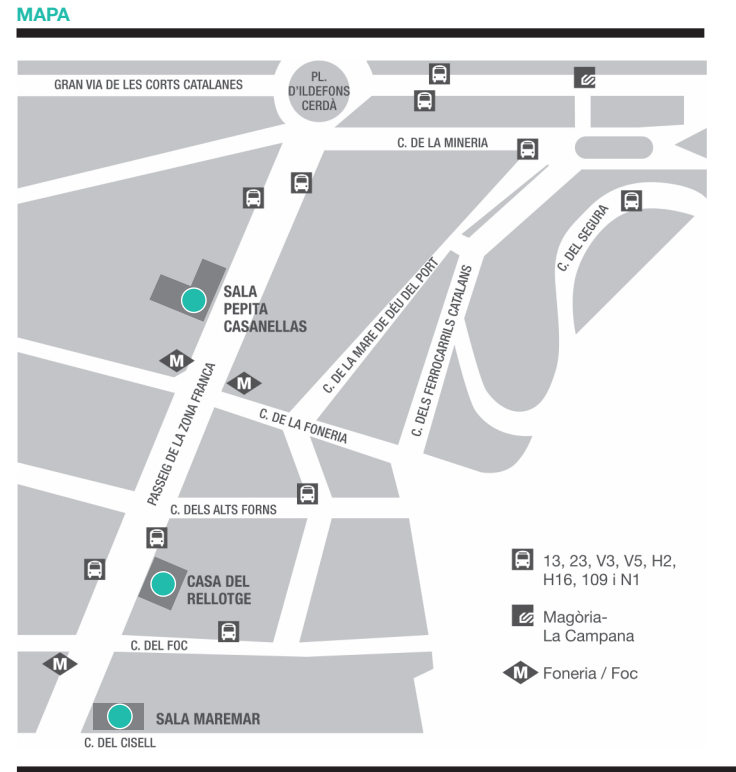 MAPA
GRAN VIA DE LES CORTS CATALANES
PL.
D'ILDEFONS
CERDÀ
C. DE LA MINERIA
C. DEL SEGURA
SALA
PEPITA
CASANELLAS
C. DE LA MARE DE DÉU DEL PORT
C. DELS FERROCARRILS CATALANS
M
M
PASSEIG DE LA ZONA FRANCA
C. DE LA FONERIA
C. DELS ALTS FORNS
CASA DEL
RELLOTGE
C. DEL FOC
M
SALA MAREMAR
C. DEL CISELL
13, 23, V3, V5, H2,
H16, 109 i N1
Magòria-
La Campana
M Foneria / Foc